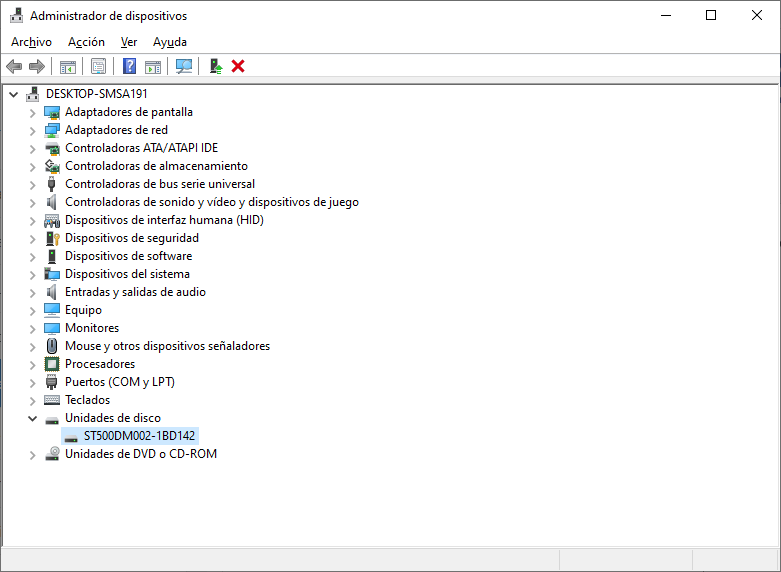 Administrador de dispositivos
Archivo Acción Ver Ayuda
DESKTOP-SMSA191
Adaptadores de pantalla
Adaptadores de red
Controladoras ATA/ATAPI IDE
Controladoras de almacenamiento
Controladoras de bus serie universal
Controladoras de sonido y vídeo y dispositivos de juego
Dispositivos de interfaz humana (HID)
Dispositivos de seguridad
Dispositivos de software
Dispositivos del sistema
Entradas y salidas de audio
Equipo
Monitores
Mouse y otros dispositivos señaladores
Procesadores
Puertos (COM y LPT)
Teclados
Unidades de disco
ST500DM002-1BD142
Unidades de DVD o CD-ROM